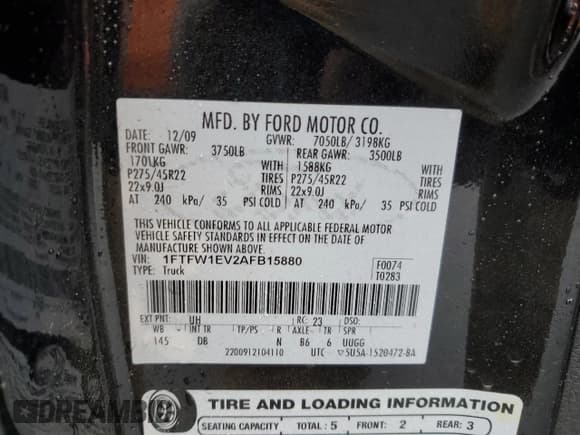 MFD. BY FORD MOTOR CO.
DATE: 12/09 GVWR: 7050LB/ 3198KG
FRONT GAWR: 3750LB REAR GAWR: 3500LB
1701KG WITH 1588KG WITH
P275/45R22 TIRES P275/45R22 TIRES
22x9.0J RIMS 22x9.0J RIMS
AT 240 kPa/ 35 PSI COLD AT 240 kPa/ 35 PSI COLD
THIS VEHICLE CONFORMS TO ALL APPLICABLE FEDERAL MOTOR
VEHICLE SAFETY STANDARDS IN EFFECT ON THE DATE OF
MANUFACTURE SHOWN ABOVE.
VIN: 1FTFW1EV2AFB15880
TYPE: Truck
F0074
T0283
EXT PNT: UH RC: 23 DSO:
WB INT TR TP/PS R AXLE TR SPR
145 DB N B6 6 UUGG
2200912104110 UTC 5U5A-1520472-BA
TIRE AND LOADING INFORMATION
SEATING CAPACITY TOTAL: 5 FRONT: 2 REAR: 3